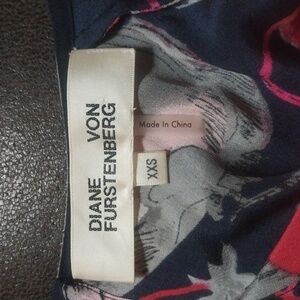 DIANE VON
FURSTENBERG
Made In China
XXS